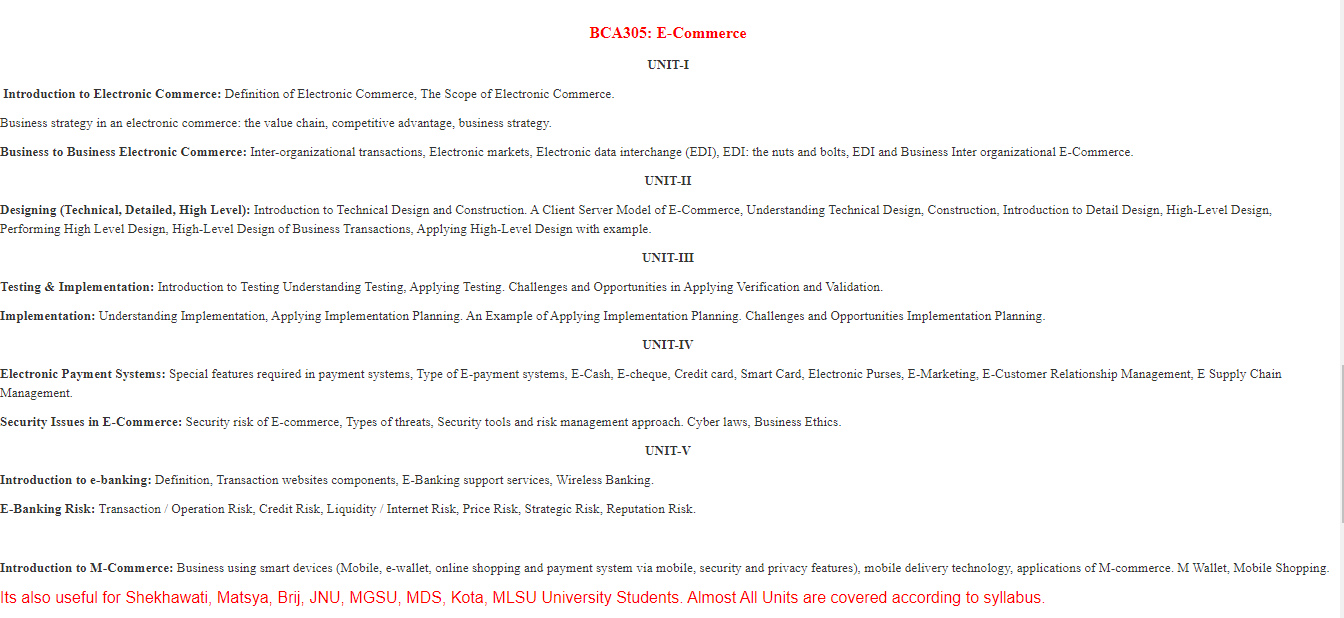 BCA305: E-Commerce
UNIT-I
Introduction to Electronic Commerce: Definition of Electronic Commerce, The Scope of Electronic Commerce.
Business strategy in an electronic commerce: the value chain, competitive advantage, business strategy.
Business to Business Electronic Commerce: Inter-organizational transactions, Electronic markets, Electronic data interchange (EDI), EDI: the nuts and bolts, EDI and Business Inter organizational E-Commerce.
UNIT-II
Designing (Technical, Detailed, High Level): Introduction to Technical Design and Construction. A Client Server Model of E-Commerce, Understanding Technical Design, Construction, Introduction to Detail Design, High-Level Design,
Performing High Level Design, High-Level Design of Business Transactions, Applying High-Level Design with example.
UNIT-III
Testing & Implementation: Introduction to Testing Understanding Testing, Applying Testing. Challenges and Opportunities in Applying Verification and Validation.
Implementation: Understanding Implementation, Applying Implementation Planning. An Example of Applying Implementation Planning. Challenges and Opportunities Implementation Planning.
UNIT-IV
Electronic Payment Systems: Special features required in payment systems, Type of E-payment systems, E-Cash, E-cheque, Credit card, Smart Card, Electronic Purses, E-Marketing, E-Customer Relationship Management, E Supply Chain
Management.
Security Issues in E-Commerce: Security risk of E-commerce, Types of threats, Security tools and risk management approach. Cyber laws, Business Ethics.
UNIT-V
Introduction to e-banking: Definition, Transaction websites components, E-Banking support services, Wireless Banking.
E-Banking Risk: Transaction / Operation Risk, Credit Risk, Liquidity / Internet Risk, Price Risk, Strategic Risk, Reputation Risk.
Introduction to M-Commerce: Business using smart devices (Mobile, e-wallet, online shopping and payment system via mobile, security and privacy features), mobile delivery technology, applications of M-commerce. M Wallet, Mobile Shopping.
Its also useful for Shekhawati, Matsya, Brij, JNU, MGSU, MDS, Kota, MLSU University Students. Almost All Units are covered according to syllabus.